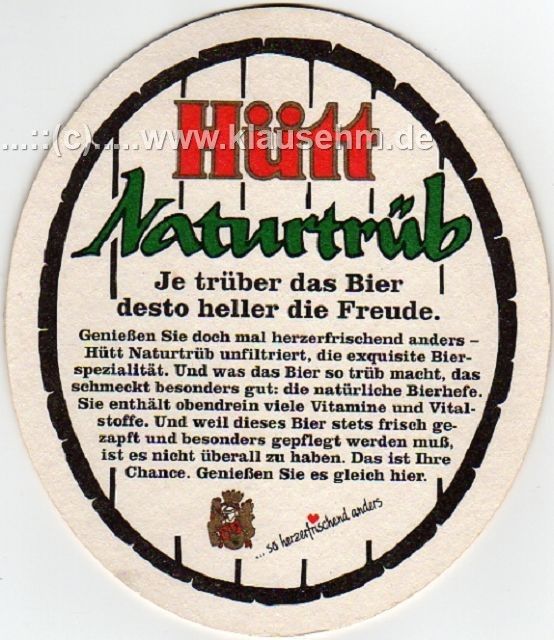 Hütt
...::(c).....www.klausehm.de
Naturtrüb
Je trüber das Bier
desto heller die Freude.
Genießen Sie doch mal herzerfrischend anders –
Hütt Naturtrüb unfiltriert, die exquisite Bier-
spezialität. Und was das Bier so trüb macht, das
schmeckt besonders gut: die natürliche Bierhefe.
Sie enthält obendrein viele Vitamine und Vital-
stoffe. Und weil dieses Bier stets frisch ge-
zapft und besonders gepflegt werden muß,
ist es nicht überall zu haben. Das ist Ihre
Chance. Genießen Sie es gleich hier.
... so herzerfrischend anders